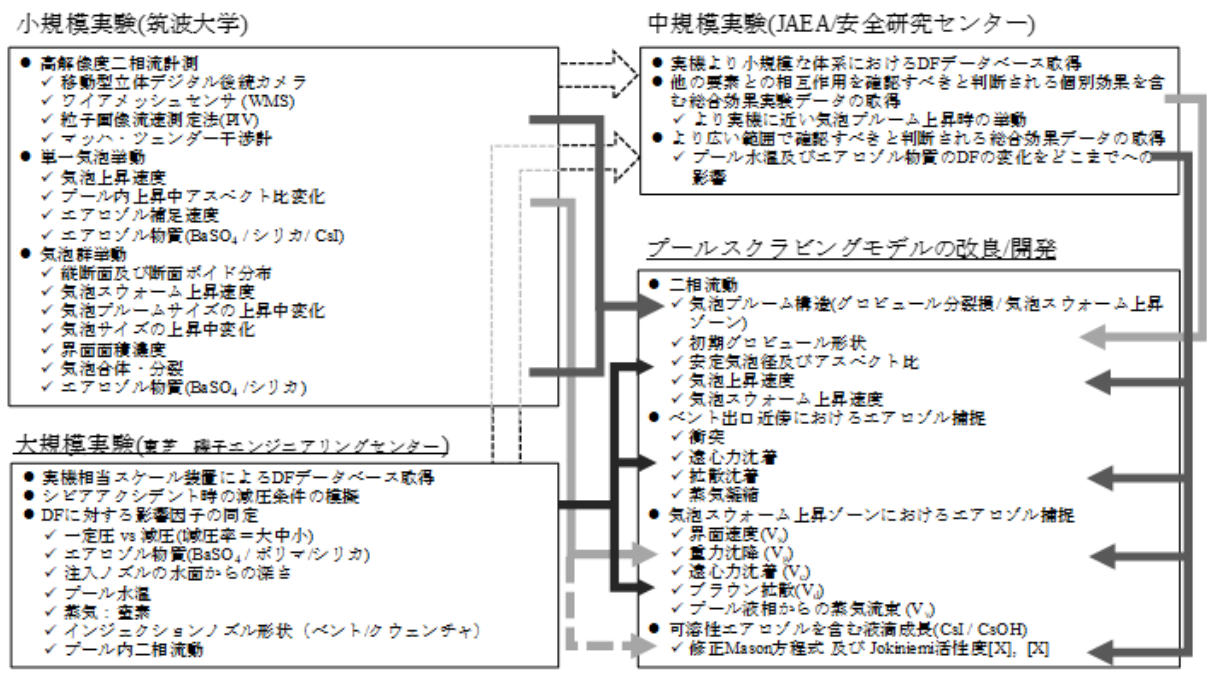 小規模実験(筑波大学)
● 高解像度二相流計測
✓ 移動型立体デジタル後続カメラ
✓ ワイアメッシュセンサ (WMS)
✓ 粒子画像流速測定法(PIV)
✓ マッハ・ツェンダー干渉計
● 単一気泡挙動
✓ 気泡上昇速度
✓ プール内上昇中アスペクト比変化
✓ エアロゾル補足速度
✓ エアロゾル物質(BaSO₄ / シリカ/ CsI)
● 気泡群挙動
✓ 縦断面及び断面ボイド分布
✓ 気泡スウォーム上昇速度
✓ 気泡プルームサイズの上昇中変化
✓ 気泡サイズの上昇中変化
✓ 界面面積濃度
✓ 気泡合体・分裂
✓ エアロゾル物質(BaSO₄ /シリカ)
大規模実験(東芝 磯子エンジニアリングセンター)
● 実機相当スケール装置によるDFデータベース取得
● シビアアクシデント時の減圧条件の模擬
● DFに対する影響因子の同定
✓ 一定圧 vs 減圧(減圧率＝大中小)
✓ エアロゾル物質(BaSO₄ / ポリマ/シリカ)
✓ 注入ノズルの水面からの深さ
✓ プール水温
✓ 蒸気：窒素
✓ インジェクションノズル形状（ベント/クウェンチャ）
✓ プール内二相流動
中規模実験(JAEA/安全研究センター)
● 実機より小規模な体系におけるDFデータベース取得
● 他の要素との相互作用を確認すべきと判断される個別効果を含
む総合効果実験データの取得
✓ より実機に近い気泡プルーム上昇時の挙動
● より広い範囲で確認すべきと判断される総合効果データの取得
✓ プール水温及びエアロゾル物質のDFの変化をどこまでへの
影響
プールスクラビングモデルの改良/開発
● 二相流動
✓ 気泡プルーム構造(グロビュール分裂損/ 気泡スウォーム上昇
ゾーン)
✓ 初期グロビュール形状
✓ 安定気泡径及びアスペクト比
✓ 気泡上昇速度
✓ 気泡スウォーム上昇速度
● ベント出口近傍におけるエアロゾル捕捉
✓ 衝突
✓ 遠心力沈着
✓ 拡散沈着
✓ 蒸気凝縮
● 気泡スウォーム上昇ゾーンにおけるエアロゾル捕捉
✓ 界面速度
✓ 重力沈降
✓ 遠心力沈着
✓ ブラウン拡散
✓ プール液相からの蒸気流束
● 可溶性エアロゾルを含む液滴成長(CsI / CsOH)
✓ 修正Mason方程式 及び Jokiniemi活性度[X], [X]